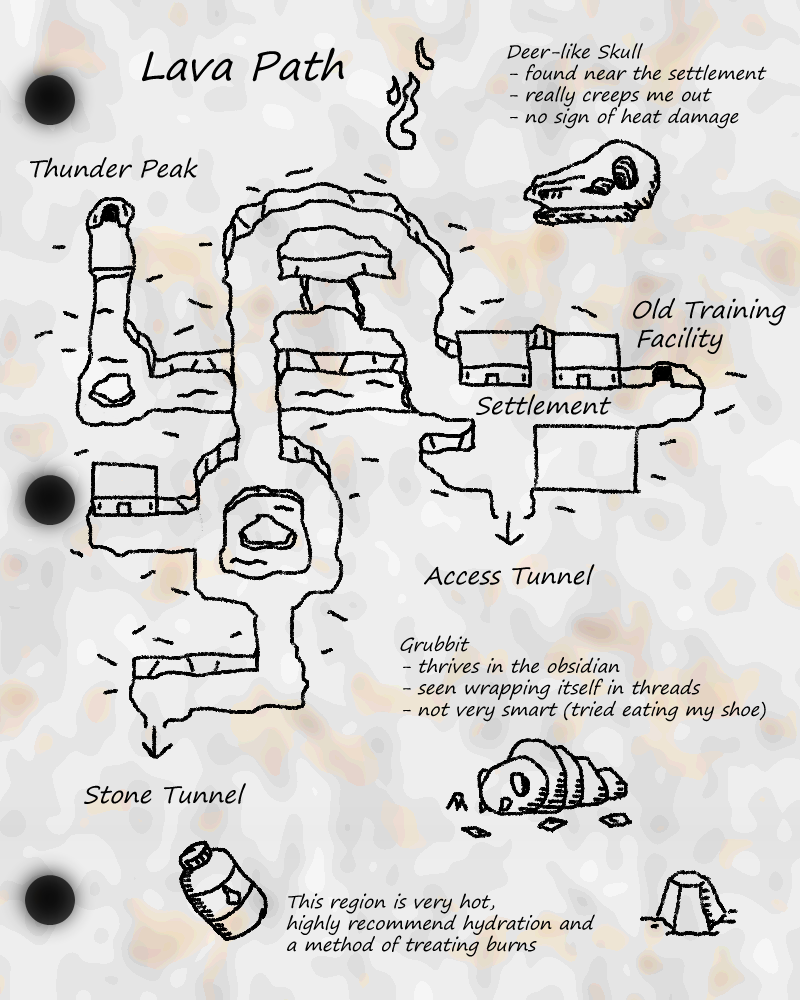 Lava Path
Deer-like Skull
- found near the settlement
- really creeps me out
- no sign of heat damage
Thunder Peak
Old Training
Facility
Settlement
Access Tunnel
Grubbit
- thrives in the obsidian
- seen wrapping itself in threads
- not very smart (tried eating my shoe)
Stone Tunnel
This region is very hot,
highly recommend hydration and
a method of treating burns